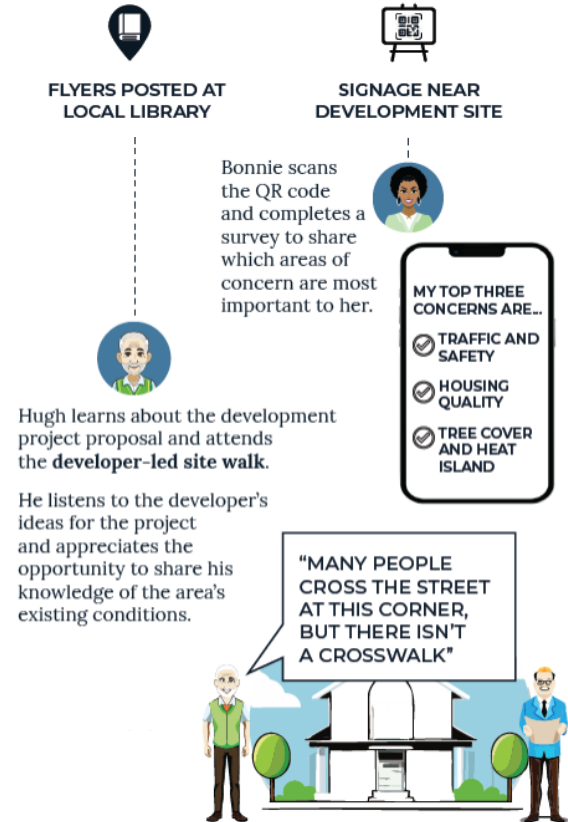 FLYERS POSTED AT
LOCAL LIBRARY
SIGNAGE NEAR
DEVELOPMENT SITE
Bonnie scans
the QR code
and completes a
survey to share
which areas of
concern are most
important to her.
MY TOP THREE
CONCERNS ARE...
TRAFFIC AND
SAFETY
HOUSING
QUALITY
TREE COVER
AND HEAT
ISLAND
Hugh learns about the development
project proposal and attends
the developer-led site walk.
He listens to the developer’s
ideas for the project
and appreciates the
opportunity to share his
knowledge of the area’s
existing conditions.
“MANY PEOPLE
CROSS THE STREET
AT THIS CORNER,
BUT THERE ISN’T
A CROSSWALK”